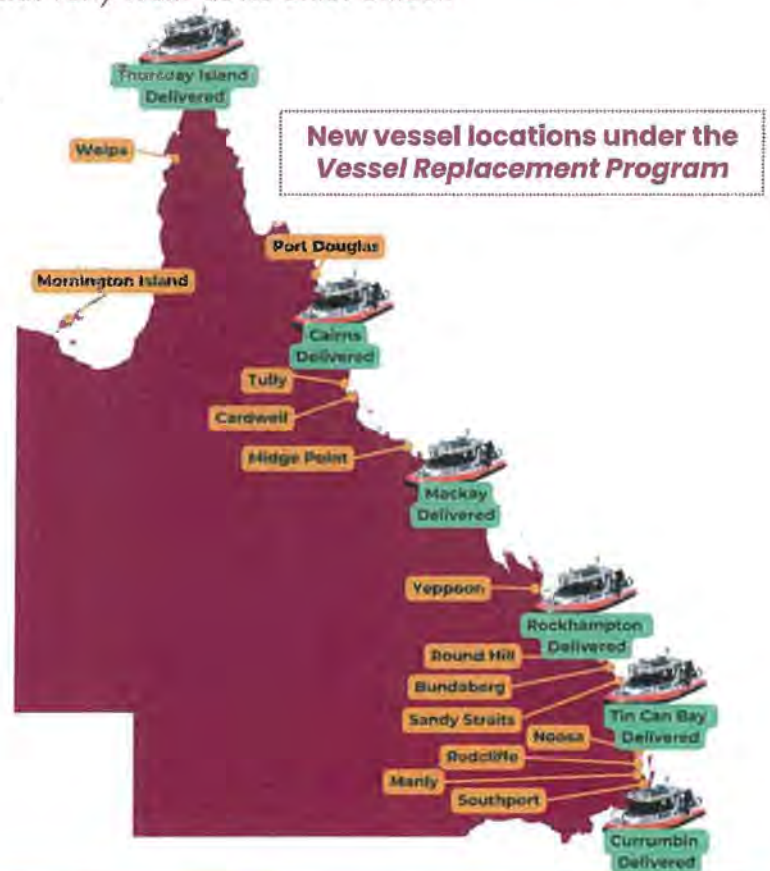 Thursday Island
Delivered
New vessel locations under the
Vessel Replacement Program
Weipa
Port Douglas
Mornington Island
Cairns
Delivered
Tully
Cardwell
Midge Point
Mackay
Delivered
Yeppoon
Rockhampton
Delivered
Round Hill
Bundaberg
Sandy Straits
Tin Can Bay
Delivered
Noosa
Redcliffe
Manly
Southport
Currumbin
Delivered